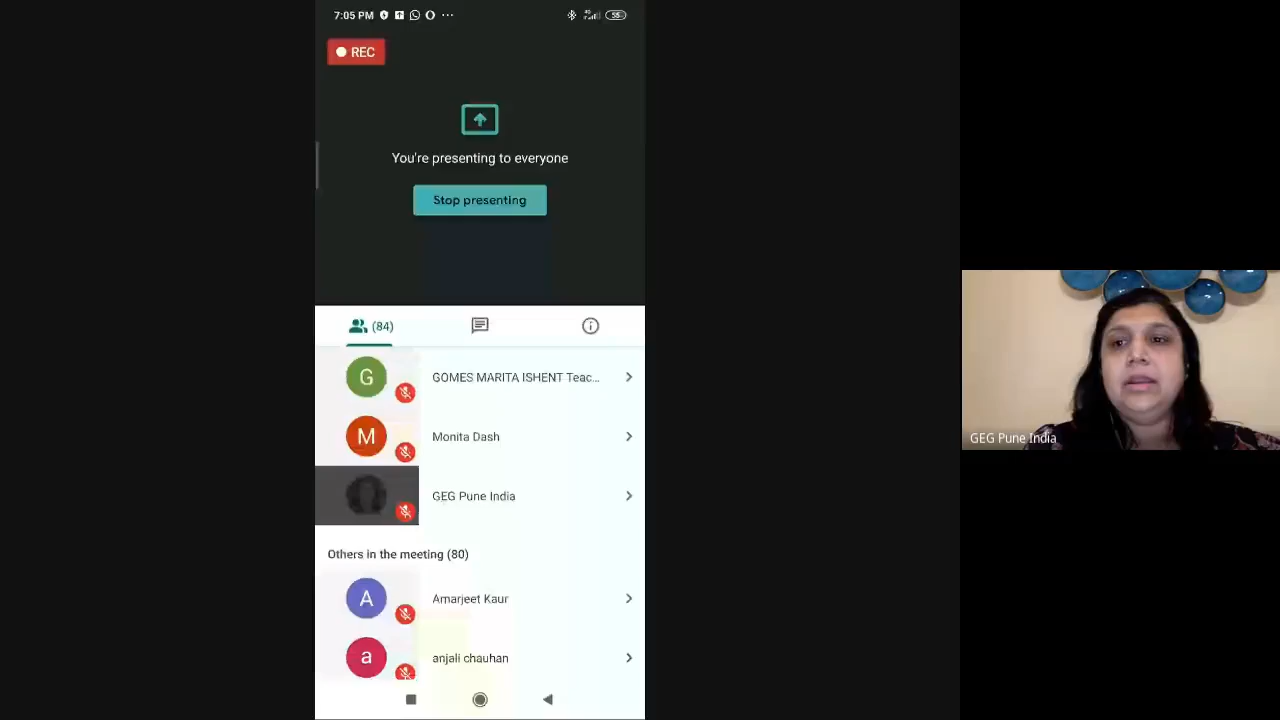 7:05 PM
55
REC
You're presenting to everyone
Stop presenting
(84)
G
GOMES MARITA ISHENT Teac...
M
Monita Dash
GEG Pune India
Others in the meeting (80)
A
Amarjeet Kaur
a
anjali chauhan
GEG Pune India